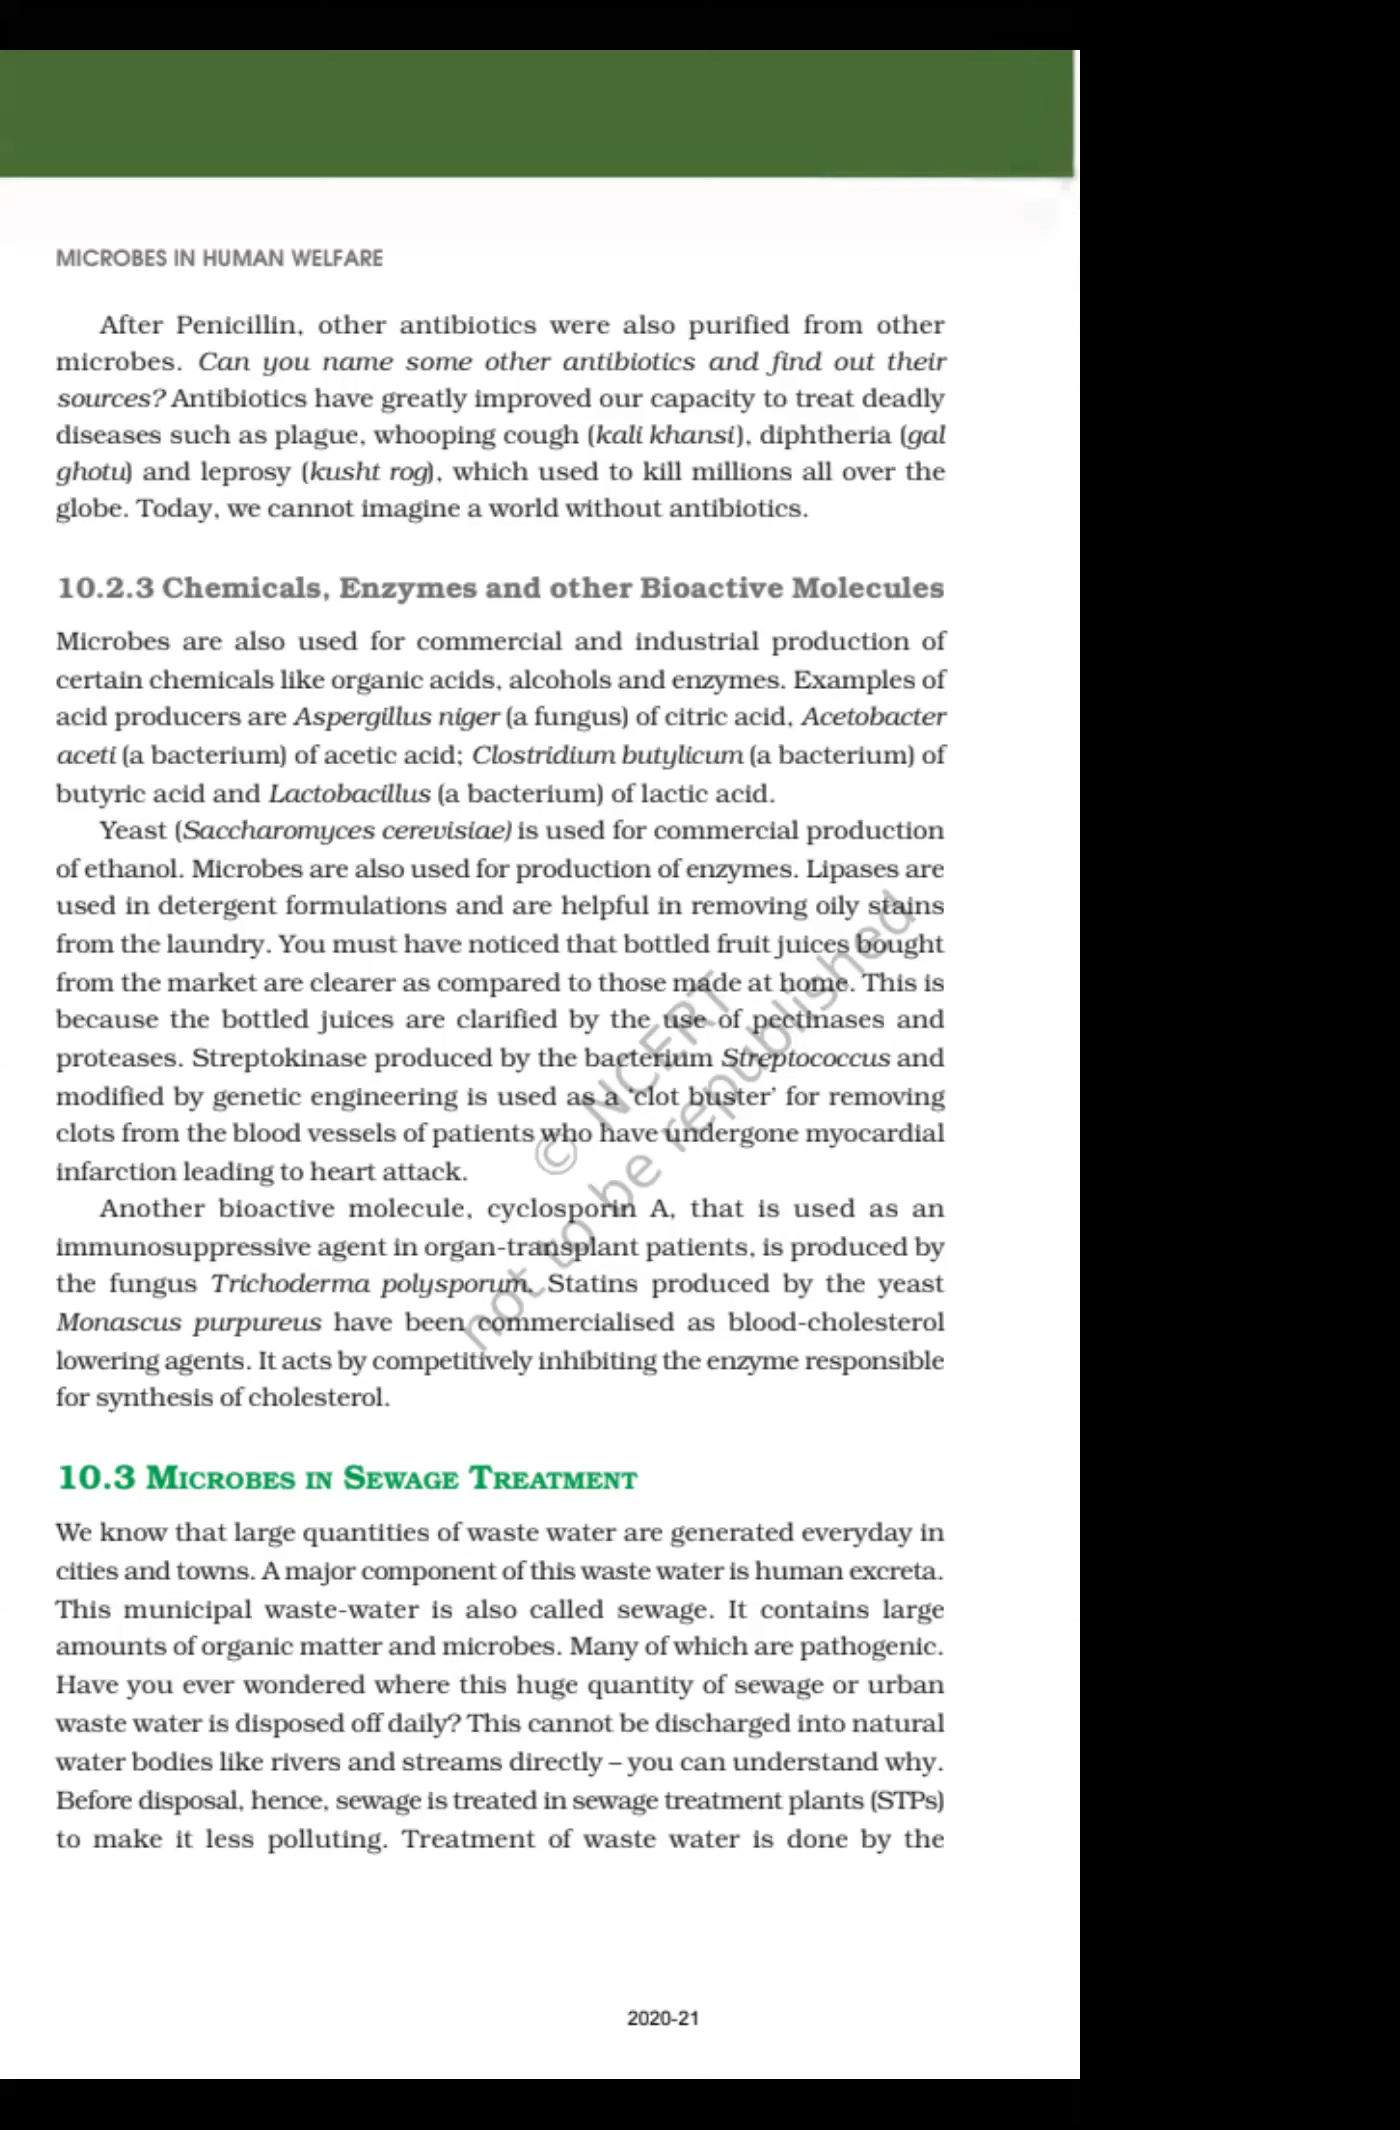 MICROBES IN HUMAN WELFARE
After Penicillin, other antibiotics were also purified from other
microbes. Can you name some other antibiotics and find out their
sources? Antibiotics have greatly improved our capacity to treat deadly
diseases such as plague, whooping cough (kali khansi), diphtheria (gal
ghotu) and leprosy (kusht rog), which used to kill millions all over the
globe. Today, we cannot imagine a world without antibiotics.
10.2.3 Chemicals, Enzymes and other Bioactive Molecules
Microbes are also used for commercial and industrial production of
certain chemicals like organic acids, alcohols and enzymes. Examples of
acid producers are Aspergillus niger (a fungus) of citric acid, Acetobacter
aceti (a bacterium) of acetic acid; Clostridium butylicum (a bacterium) of
butyric acid and Lactobacillus (a bacterium) of lactic acid.
Yeast (Saccharomyces cerevisiae) is used for commercial production
of ethanol. Microbes are also used for production of enzymes. Lipases are
used in detergent formulations and are helpful in removing oily stains
from the laundry. You must have noticed that bottled fruit juices bought
from the market are clearer as compared to those made at home. This is
because the bottled juices are clarified by the use of pectinases and
proteases. Streptokinase produced by the bacterium Streptococcus and
modified by genetic engineering is used as a ‘clot buster’ for removing
clots from the blood vessels of patients who have undergone myocardial
infarction leading to heart attack.
Another bioactive molecule, cyclosporin A, that is used as an
immunosuppressive agent in organ-transplant patients, is produced by
the fungus Trichoderma polysporum. Statins produced by the yeast
Monascus purpureus have been commercialised as blood-cholesterol
lowering agents. It acts by competitively inhibiting the enzyme responsible
for synthesis of cholesterol.
10.3 MICROBES IN SEWAGE TREATMENT
We know that large quantities of waste water are generated everyday in
cities and towns. A major component of this waste water is human excreta.
This municipal waste-water is also called sewage. It contains large
amounts of organic matter and microbes. Many of which are pathogenic.
Have you ever wondered where this huge quantity of sewage or urban
waste water is disposed off daily? This cannot be discharged into natural
water bodies like rivers and streams directly – you can understand why.
Before disposal, hence, sewage is treated in sewage treatment plants (STPs)
to make it less polluting. Treatment of waste water is done by the
© NCERT
not to be republished
2020-21